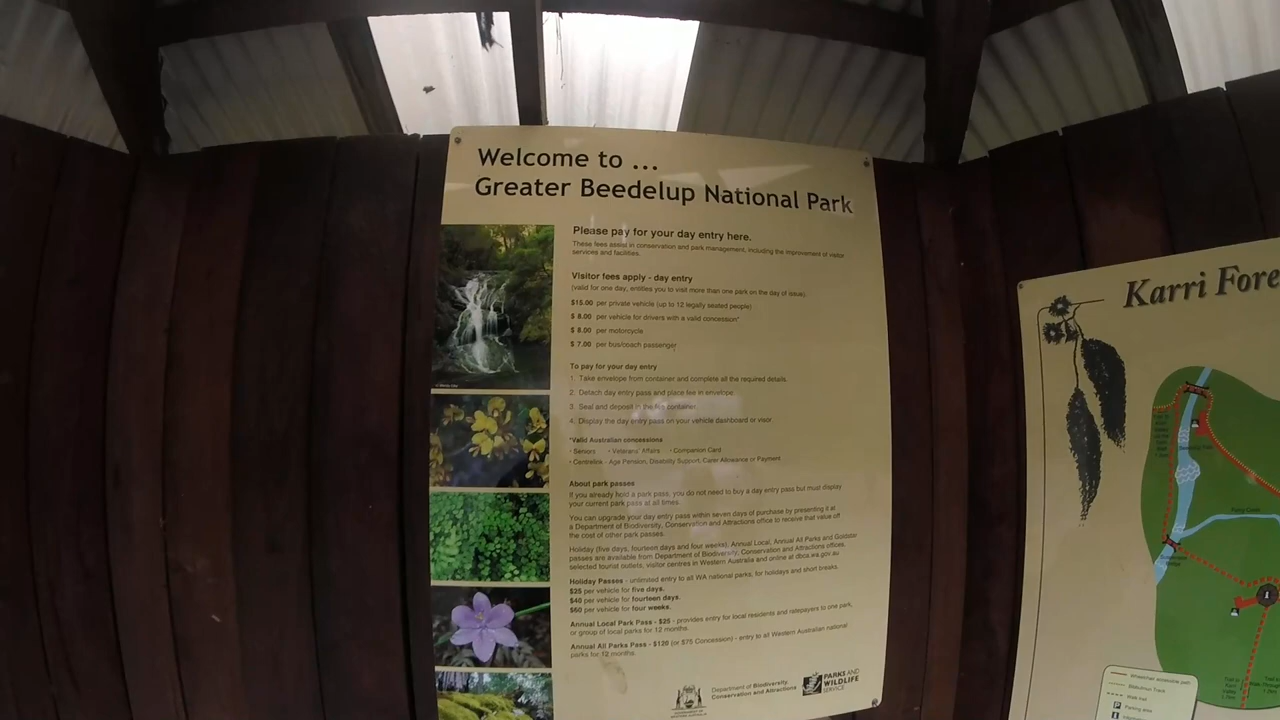 Welcome to ...
Greater Beedelup National Park
Please pay for your day entry here.
These fees assist in conservation and park management, including the improvement of visitor
services and facilities.
Visitor fees apply - day entry
(valid for one day, entitles you to visit more than one park on the day of issue)
$15.00 per private vehicle (up to 12 legally seated people)
$ 8.00 per vehicle for drivers with a valid concession*
$ 8.00 per motorcycle
$ 7.00 per bus/coach passenger
To pay for your day entry
1. Take envelope from container and complete all the required details.
2. Detach day entry pass and place fee in envelope.
3. Seal and deposit in the fee container.
4. Display the day entry pass on your vehicle dashboard or visor.
*Valid Australian concessions
• Seniors • Veterans' Affairs • Companion Card
• Centrelink - Age Pension, Disability Support, Carer Allowance or Payment
About park passes
If you already hold a park pass, you do not need to buy a day entry pass but must display
your current park pass at all times.
You can upgrade your day entry pass within seven days of purchase by presenting it at
a Department of Biodiversity, Conservation and Attractions office to receive that value off
the cost of other park passes.
Holiday (five days, fourteen days and four weeks), Annual Local, Annual All Parks and Goldstar
passes are available from Department of Biodiversity, Conservation and Attractions offices,
selected tourist outlets, visitor centres in Western Australia and online at dbca.wa.gov.au
Holiday Passes - unlimited entry to all WA national parks, for holidays and short breaks.
$25 per vehicle for five days.
$40 per vehicle for fourteen days.
$60 per vehicle for four weeks.
Annual Local Park Pass - $25 - provides entry for local residents and ratepayers to one park,
or group of local parks for 12 months.
Annual All Parks Pass - $120 (or $75 Concession) - entry to all Western Australian national
parks for 12 months.
Department of Biodiversity,
Conservation and Attractions
PARKS AND
WILDLIFE
SERVICE
Karri Fore
Wheelchair accessible path
Bibbulmun Track
Walk trail
P Parking area